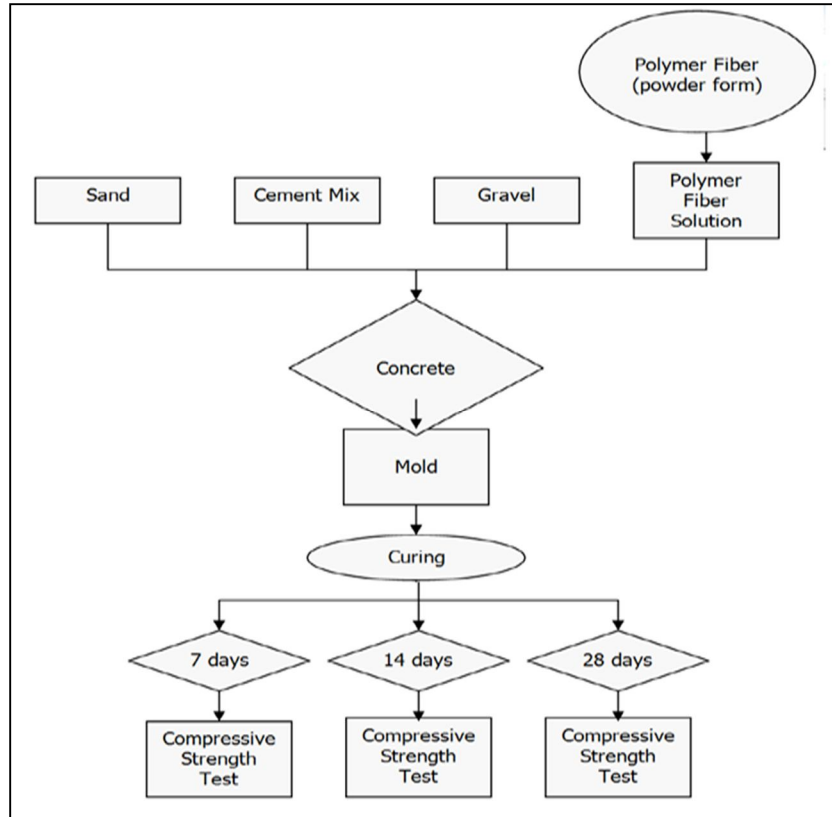 Polymer Fiber
(powder form)
Sand
Cement Mix
Gravel
Polymer
Fiber
Solution
Concrete
Mold
Curing
7 days
14 days
28 days
Compressive
Strength
Test
Compressive
Strength
Test
Compressive
Strength
Test